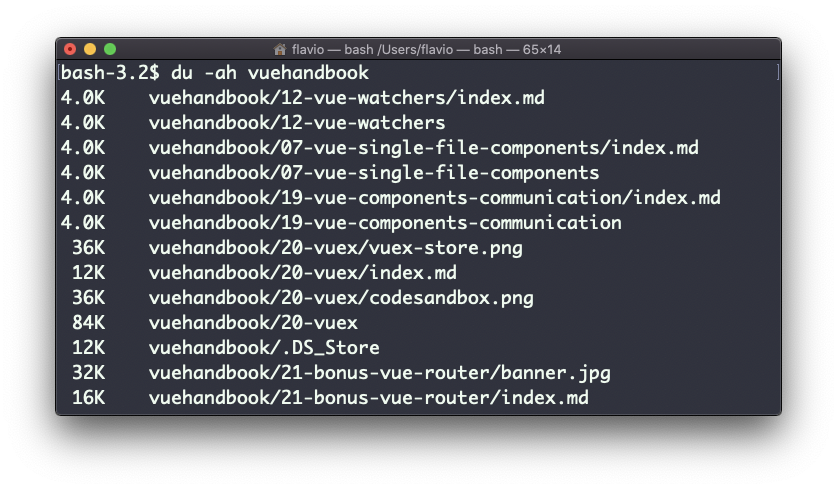 flavio — bash /Users/flavio — bash — 65×14
[bash-3.2$ du -ah vuehandbook ]
4.0K    vuehandbook/12-vue-watchers/index.md
4.0K    vuehandbook/12-vue-watchers
4.0K    vuehandbook/07-vue-single-file-components/index.md
4.0K    vuehandbook/07-vue-single-file-components
4.0K    vuehandbook/19-vue-components-communication/index.md
4.0K    vuehandbook/19-vue-components-communication
 36K    vuehandbook/20-vuex/vuex-store.png
 12K    vuehandbook/20-vuex/index.md
 36K    vuehandbook/20-vuex/codesandbox.png
 84K    vuehandbook/20-vuex
 12K    vuehandbook/.DS_Store
 32K    vuehandbook/21-bonus-vue-router/banner.jpg
 16K    vuehandbook/21-bonus-vue-router/index.md